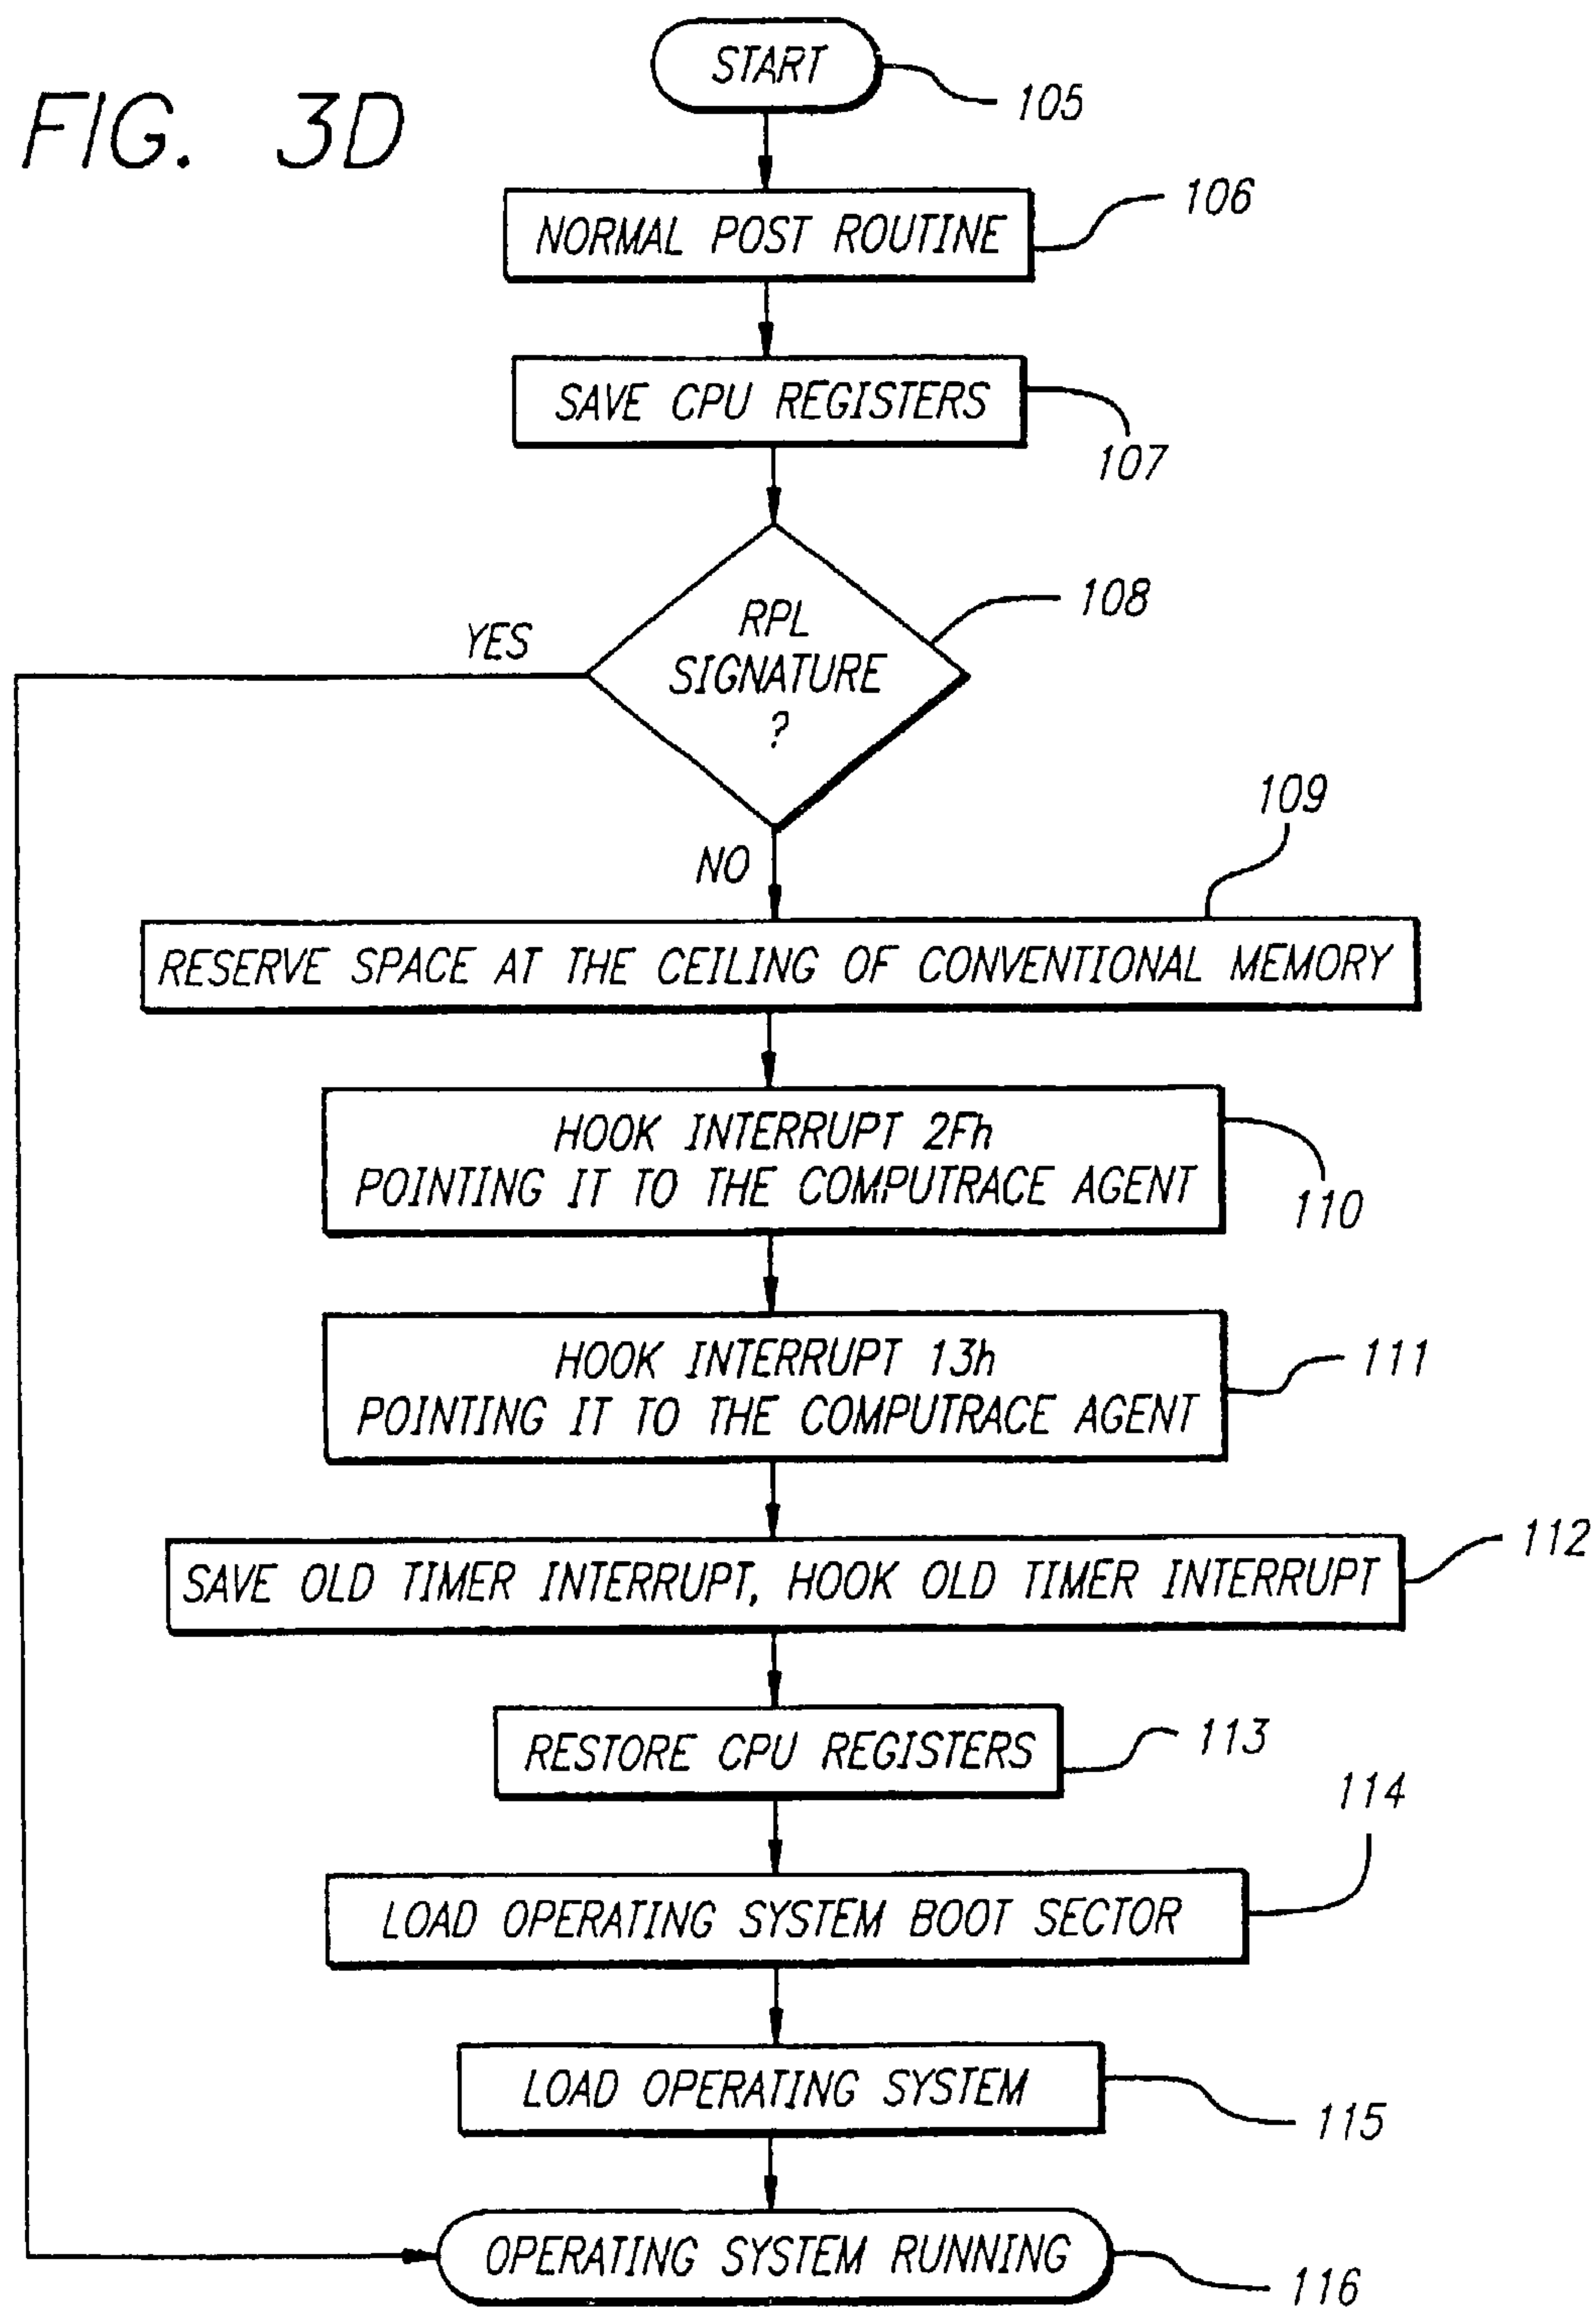 FIG. 3D
START
105
NORMAL POST ROUTINE
106
SAVE CPU REGISTERS
107
RPL
SIGNATURE
?
108
YES
NO
109
RESERVE SPACE AT THE CEILING OF CONVENTIONAL MEMORY
HOOK INTERRUPT 2Fh
POINTING IT TO THE COMPUTRACE AGENT
110
HOOK INTERRUPT 13h
POINTING IT TO THE COMPUTRACE AGENT
111
SAVE OLD TIMER INTERRUPT, HOOK OLD TIMER INTERRUPT
112
RESTORE CPU REGISTERS
113
114
LOAD OPERATING SYSTEM BOOT SECTOR
LOAD OPERATING SYSTEM
115
OPERATING SYSTEM RUNNING
116